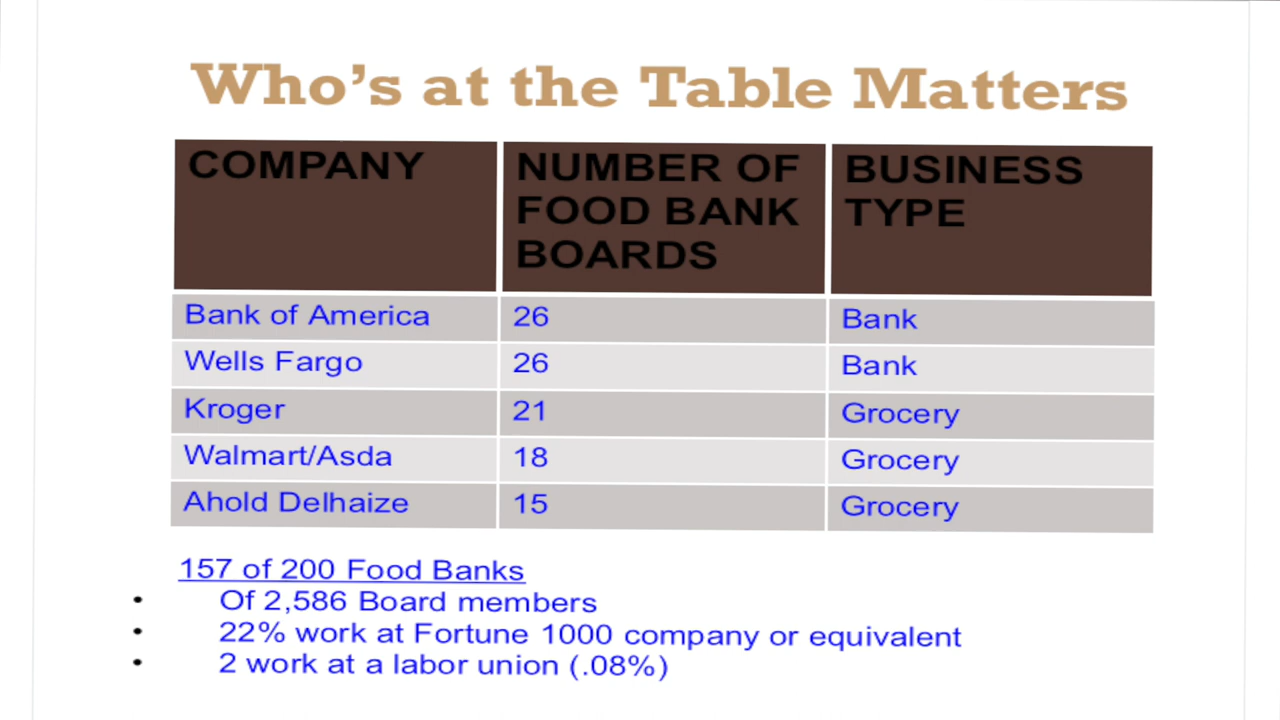 Who's at the Table Matters
COMPANY
NUMBER OF
FOOD BANK
BOARDS
BUSINESS
TYPE
Bank of America 26 Bank
Wells Fargo 26 Bank
Kroger 21 Grocery
Walmart/Asda 18 Grocery
Ahold Delhaize 15 Grocery
157 of 200 Food Banks
• Of 2,586 Board members
• 22% work at Fortune 1000 company or equivalent
• 2 work at a labor union (.08%)